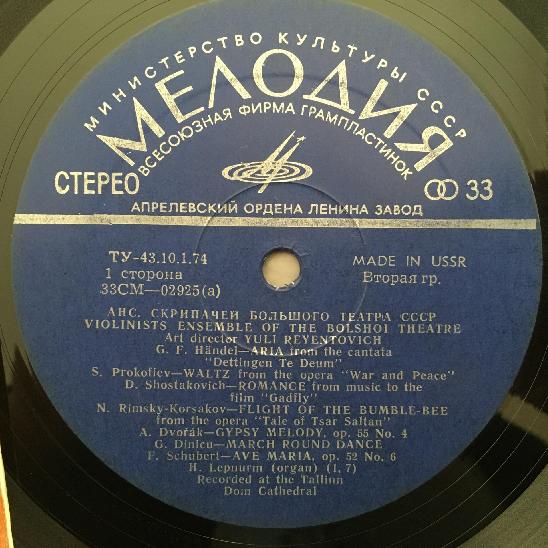 МИНИСТЕРСТВО КУЛЬТУРЫ СССР
МЕЛОДИЯ
ВСЕСОЮЗНАЯ ФИРМА ГРАМПЛАСТИНОК
СТЕРЕО 33
АПРЕЛЕВСКИЙ ОРДЕНА ЛЕНИНА ЗАВОД
ТУ-43.10.1.74 MADE IN USSR
1 сторона Вторая гр.
33СМ—02925(а)
АНС. СКРИПАЧЕЙ БОЛЬШОГО ТЕАТРА СССР
VIOLINISTS ENSEMBLE OF THE BOLSHOI THEATRE
Art director YULI REYENTOVICH
G. F. Händel—ARIA from the cantata
"Dettingen Te Deum"
S. Prokofiev—WALTZ from the opera "War and Peace"
D. Shostakovich—ROMANCE from music to the
film "Gadfly"
N. Rimsky-Korsakov—FLIGHT OF THE BUMBLE-BEE
from the opera "Tale of Tsar Saltan"
A. Dvořák—GYPSY MELODY, op. 55 No. 4
G. Dinicu—MARCH ROUND DANCE
F. Schubert—AVE MARIA, op. 52 No. 6
H. Lepnurm (organ) (1, 7)
Recorded at the Tallinn
Dom Cathedral